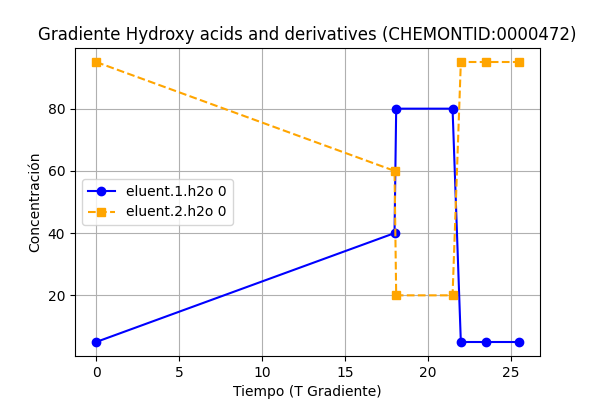 Gradiente Hydroxy acids and derivatives (CHEMONTID:0000472)
Concentración
80
60
40
20
eluent.1.h2o 0
eluent.2.h2o 0
0 5 10 15 20 25
Tiempo (T Gradiente)